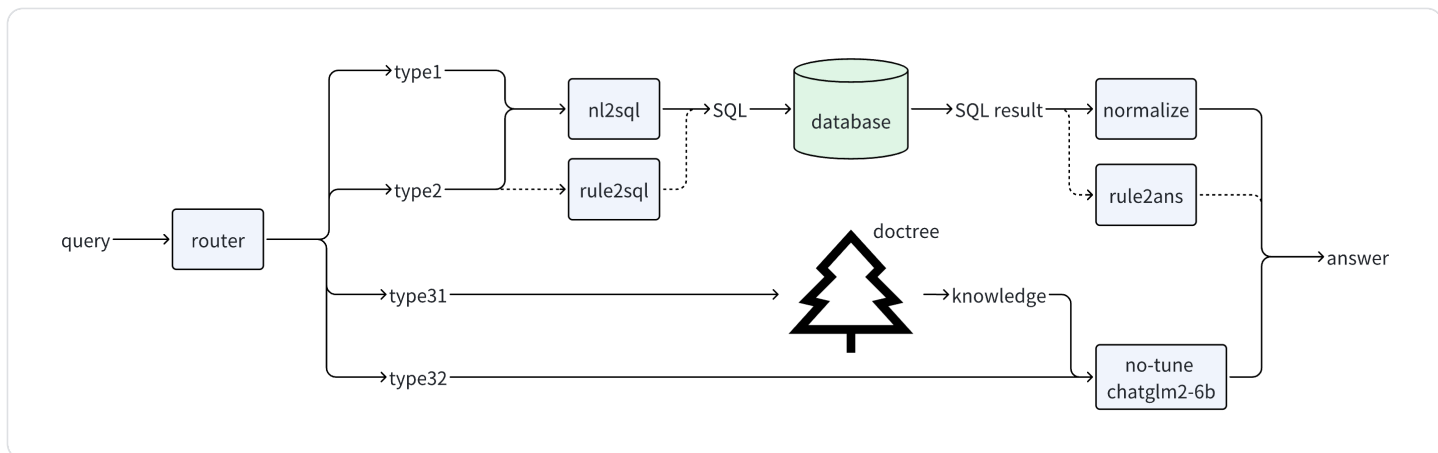 type1
nl2sql
SQL
database
SQL result
normalize
type2
rule2sql
rule2ans
query
router
doctree
answer
type31
knowledge
type32
no-tune
chatglm2-6b